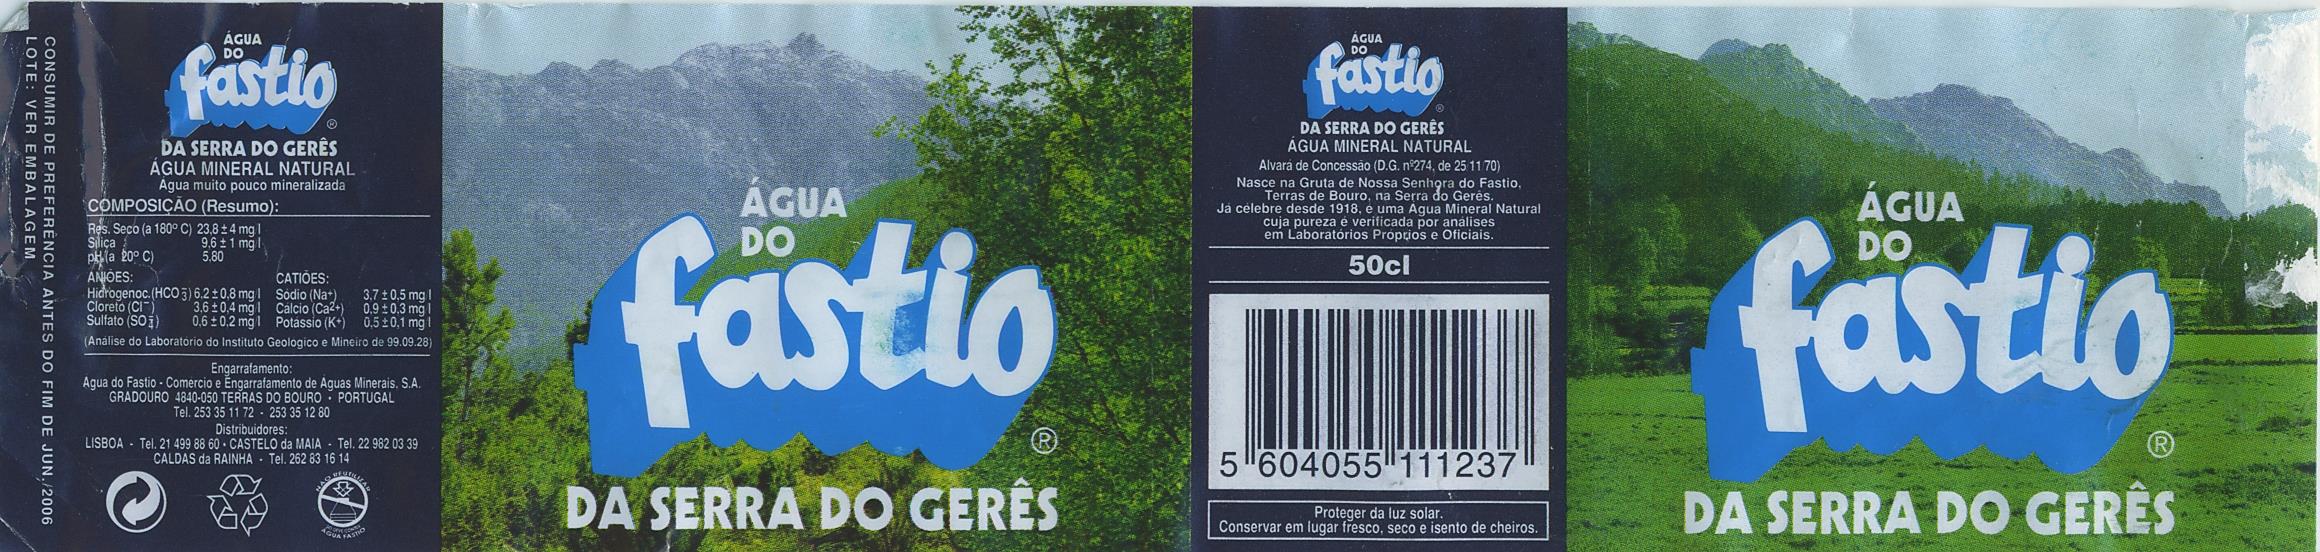 CONSUMIR DE PREFERÊNCIA ANTES DO FIM DE JUN./2006
LOTE: VER EMBALAGEM
ÁGUA
DO
fastio
®
DA SERRA DO GERÊS
ÁGUA MINERAL NATURAL
Água muito pouco mineralizada
COMPOSIÇÃO (Resumo):
Res. Seco (a 180º C) 23,8 ± 4 mg l
Sílica 9,6 ± 1 mg l
pH (a 20º C) 5.80
ANIÕES: CATIÕES:
Hidrogenoc. (HCO3−) 6.2 ± 0,8 mg l Sódio (Na+) 3.7 ± 0,5 mg l
Cloreto (Cl−) 3.6 ± 0,4 mg l Cálcio (Ca2+) 0.9 ± 0,3 mg l
Sulfato (SO4=) 0,6 ± 0,2 mg l Potássio (K+) 0.5 ± 0,1 mg l
(Análise do Laboratório do Instituto Geológico e Mineiro de 99.09.28)
Engarrafamento:
Água do Fastio - Comércio e Engarrafamento de Águas Minerais, S.A.
GRADOURO 4840-050 TERRAS DO BOURO • PORTUGAL
Tel. 253 35 11 72 - 253 35 12 80
Distribuidores:
LISBOA - Tel. 21 499 88 60 • CASTELO da MAIA - Tel. 22 982 03 39
CALDAS da RAINHA - Tel. 262 83 16 14
NÃO REUTILIZAR
ÁGUA FASTIO
ÁGUA
DO
fastio
®
DA SERRA DO GERÊS
ÁGUA
DO
fastio
®
DA SERRA DO GERÊS
ÁGUA MINERAL NATURAL
Alvará de Concessão (D.G. nº274, de 25 11 70)
Nasce na Gruta de Nossa Senhora do Fastio,
Terras de Bouro, na Serra do Gerês.
Já célebre desde 1918, é uma Água Mineral Natural
cuja pureza é verificada por análises
em Laboratórios Próprios e Oficiais.
50cl
5 604055 111237
Proteger da luz solar.
Conservar em lugar fresco, seco e isento de cheiros.
ÁGUA
DO
fastio
®
DA SERRA DO GERÊS